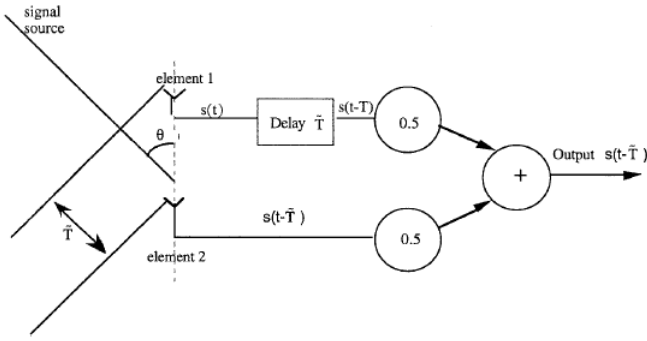 signal
source
element 1
s(t)
Delay T̃
s(t-T)
0.5
θ
+
Output s(t-T̃ )
T̃
s(t-T̃ )
0.5
element 2